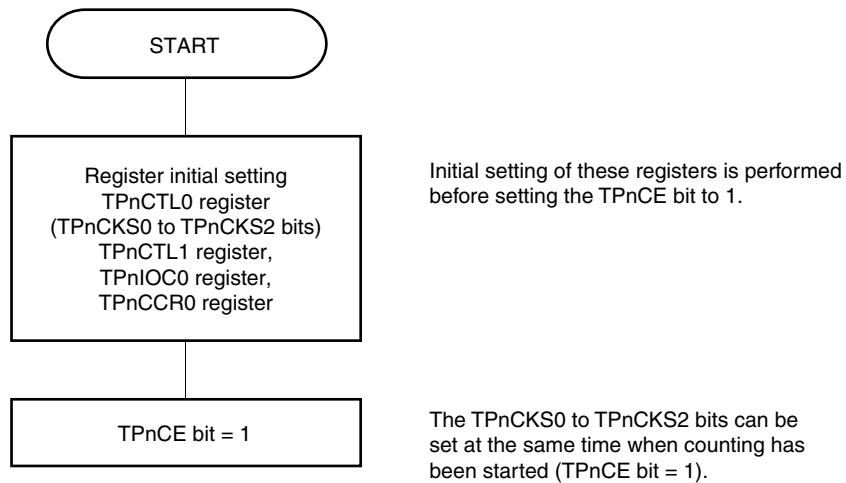 START
Register initial setting
TPnCTL0 register
(TPnCKS0 to TPnCKS2 bits)
TPnCTL1 register,
TPnIOC0 register,
TPnCCR0 register
Initial setting of these registers is performed
before setting the TPnCE bit to 1.
TPnCE bit = 1
The TPnCKS0 to TPnCKS2 bits can be
set at the same time when counting has
been started (TPnCE bit = 1).